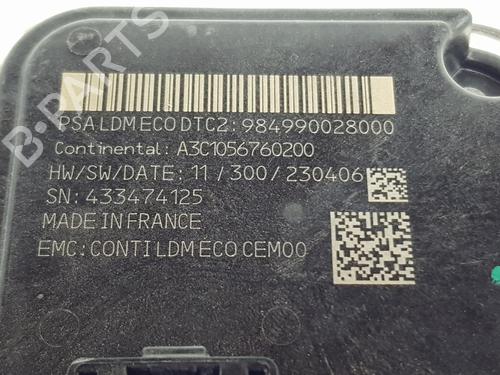 PSA LDM ECO DTC2: 984990028000
Continental: A3C1056760200
HW/SW/DATE: 11/300/230406
SN: 433474125
MADE IN FRANCE
EMC: CONTI LDM ECO CEM00
B-PARTS